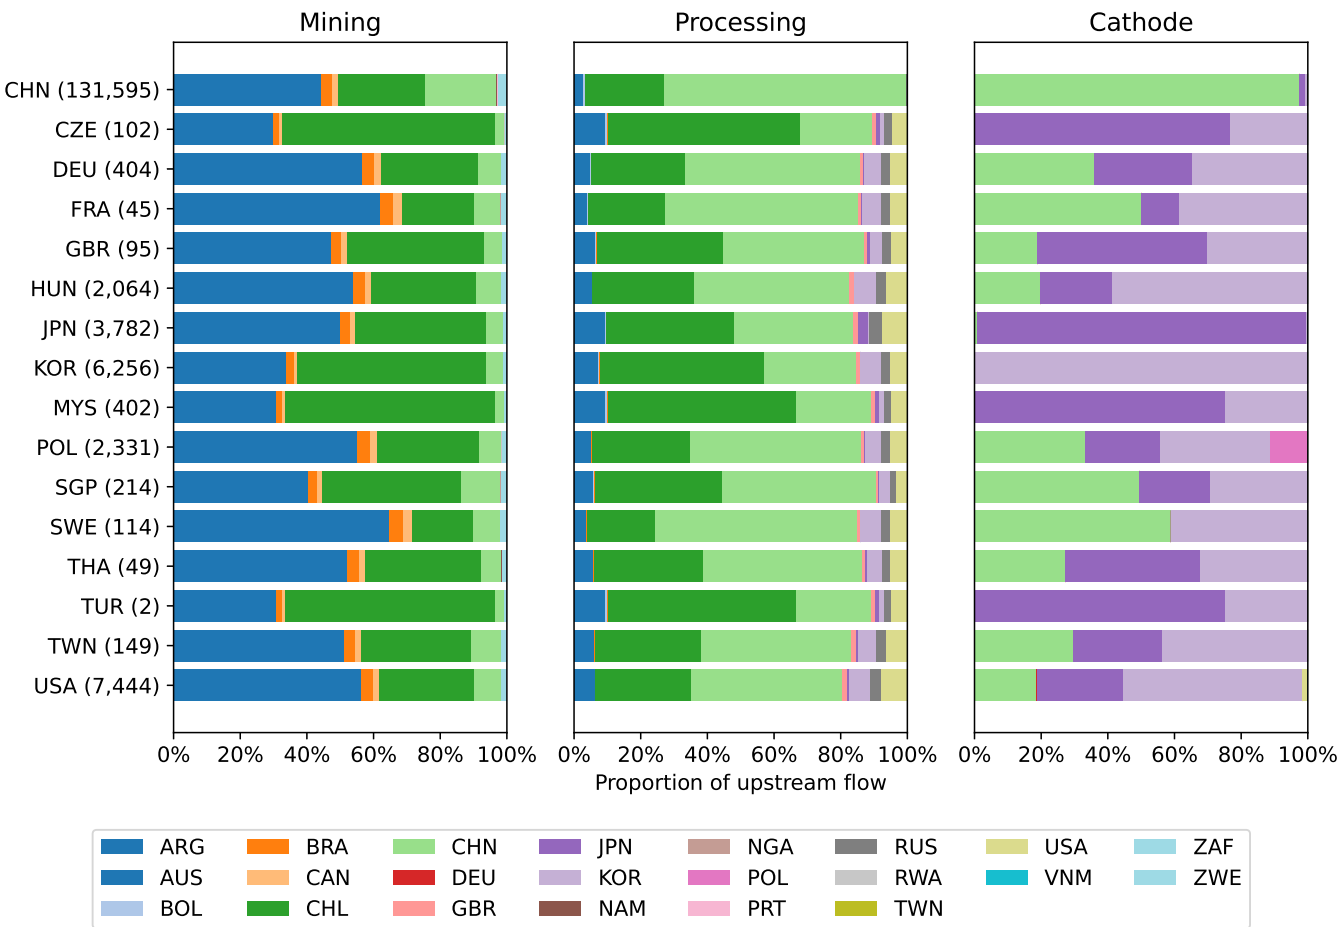 Mining Processing Cathode
CHN (131,595)
CZE (102)
DEU (404)
FRA (45)
GBR (95)
HUN (2,064)
JPN (3,782)
KOR (6,256)
MYS (402)
POL (2,331)
SGP (214)
SWE (114)
THA (49)
TUR (2)
TWN (149)
USA (7,444)
0% 20% 40% 60% 80% 100% 0% 20% 40% 60% 80% 100% 0% 20% 40% 60% 80% 100%
Proportion of upstream flow
ARG BRA CHN JPN NGA RUS USA ZAF
AUS CAN DEU KOR POL RWA VNM ZWE
BOL CHL GBR NAM PRT TWN